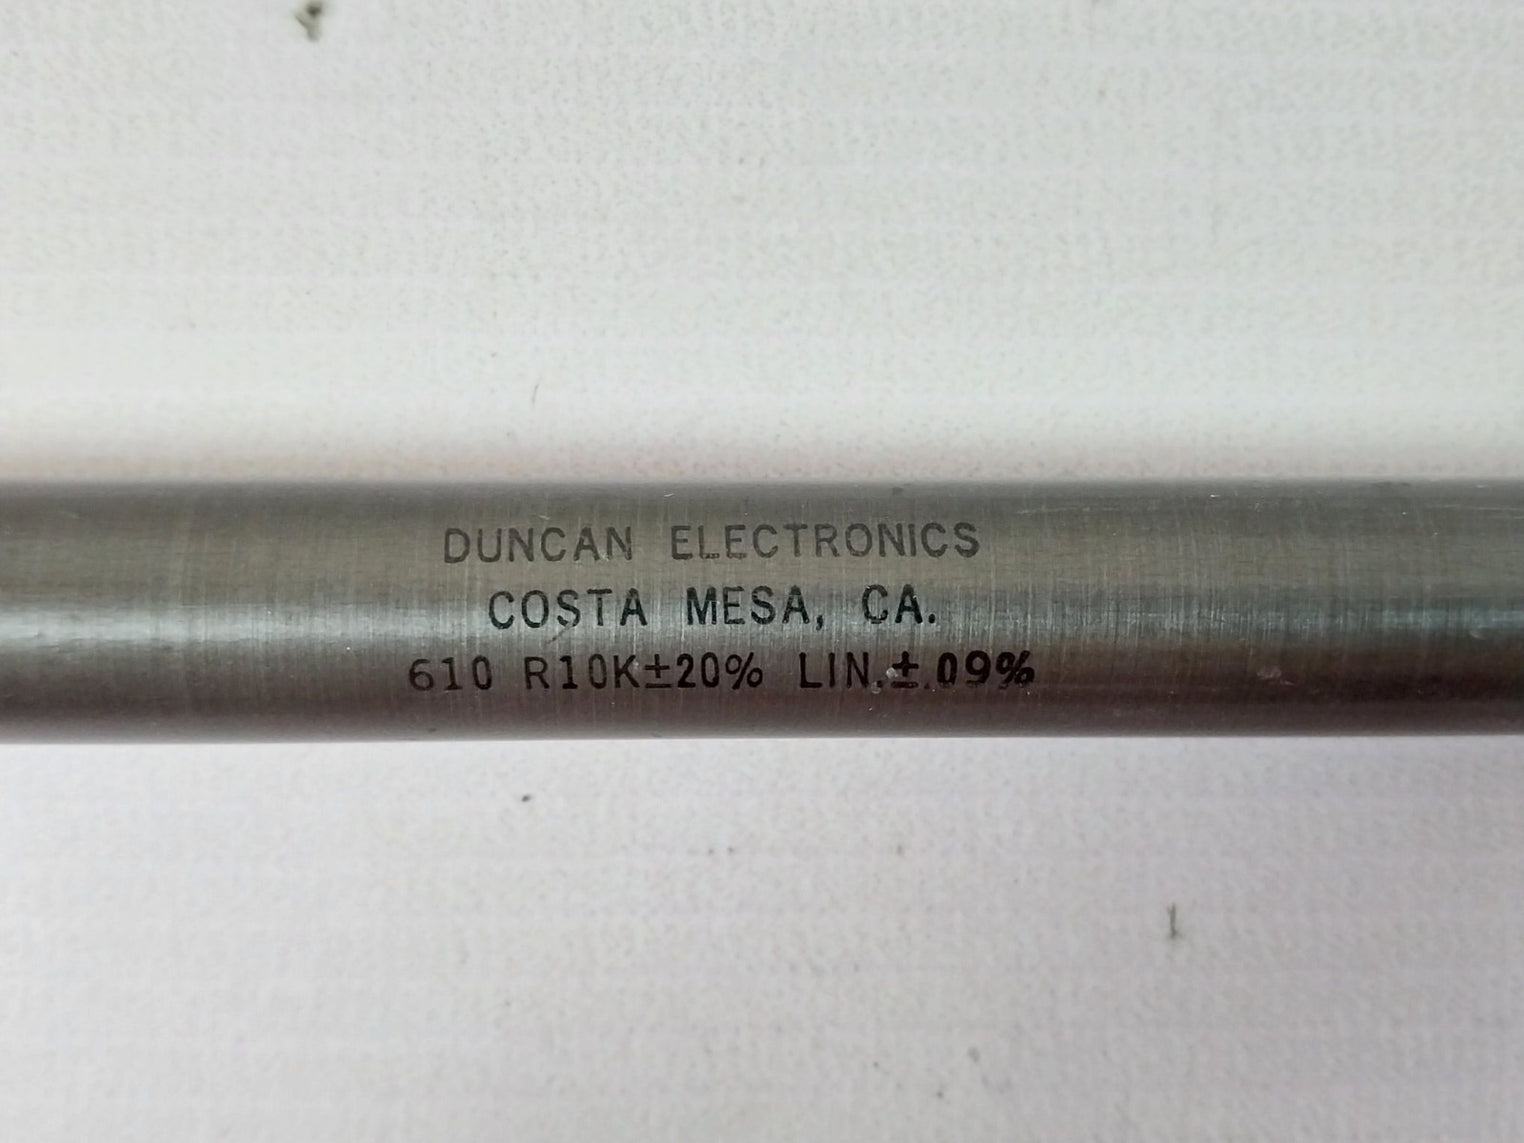 DUNCAN ELECTRONICS
COSTA MESA, CA.
610 R10K±20% LIN.±.09%